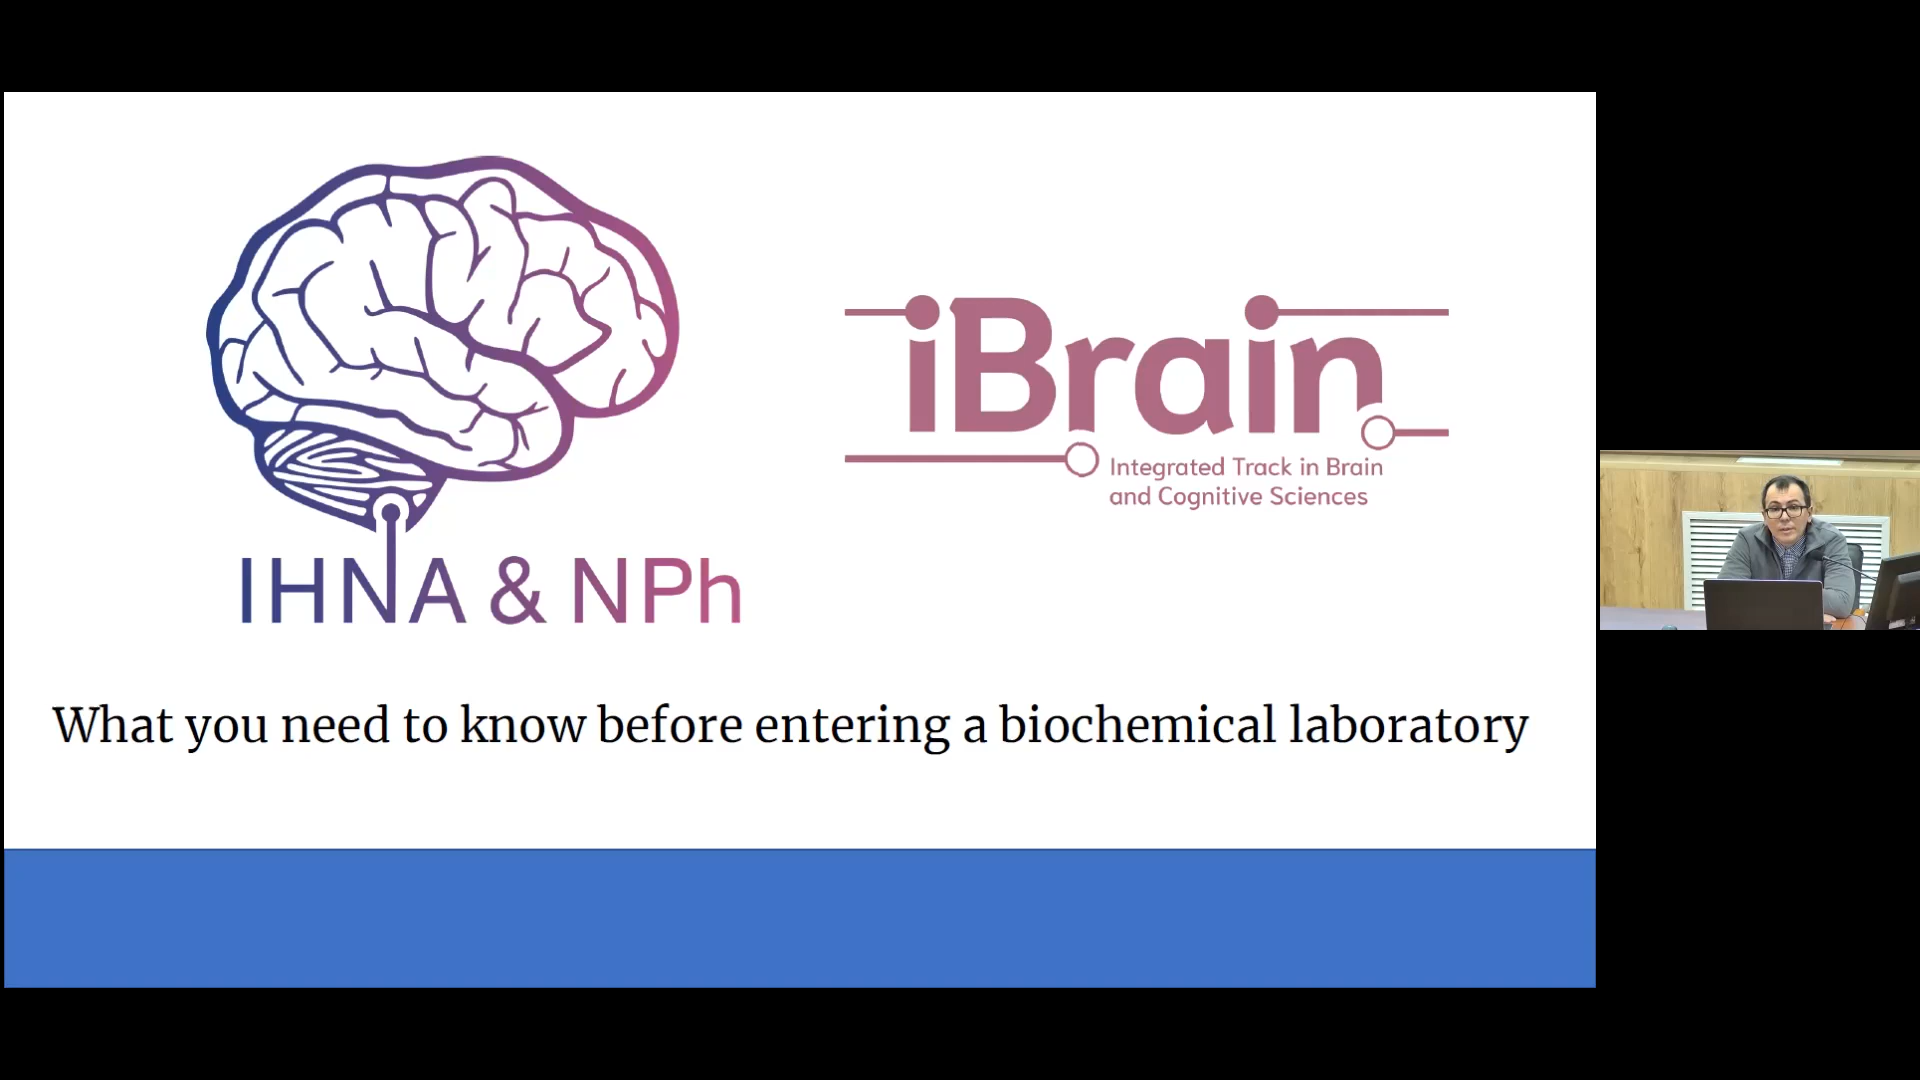 iBrain
Integrated Track in Brain
and Cognitive Sciences
IHNA & NPh
What you need to know before entering a biochemical laboratory